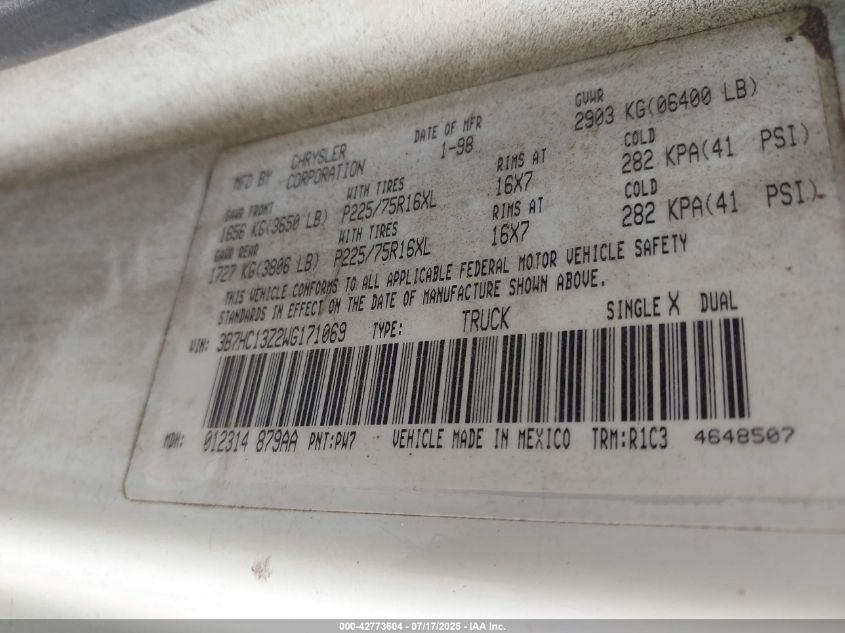 MFD BY CHRYSLER CORPORATION DATE OF MFR 1-98 GVWR 2903 KG(06400 LB)
GAWR FRONT WITH TIRES RIMS AT COLD
1656 KG(3650 LB) P225/75R16XL 16X7 282 KPA(41 PSI)
GAWR REAR WITH TIRES RIMS AT COLD
1727 KG(3806 LB) P225/75R16XL 16X7 282 KPA(41 PSI)
THIS VEHICLE CONFORMS TO ALL APPLICABLE FEDERAL MOTOR VEHICLE SAFETY
STANDARDS IN EFFECT ON THE DATE OF MANUFACTURE SHOWN ABOVE.
VIN: 3B7HC13Z2WG171069 TYPE: TRUCK SINGLE X DUAL
MDH: 012314 879AA PNT:PW7 VEHICLE MADE IN MEXICO TRM:R1C3 4648507
000-42773604 - 07/17/2025 - IAA Inc.